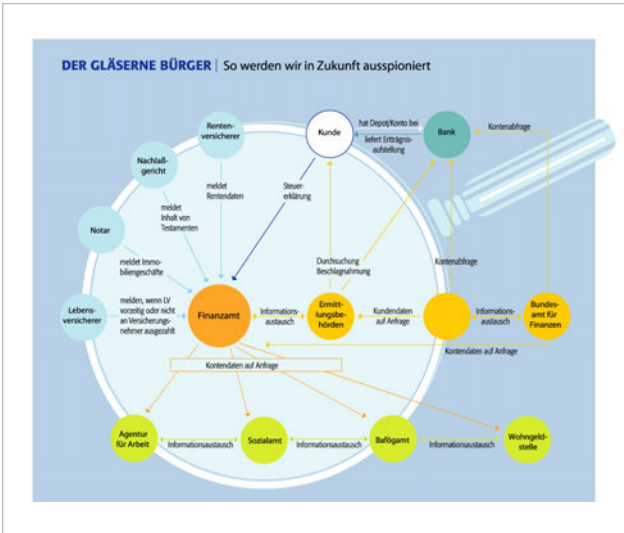 DER GLÄSERNE BÜRGER | So werden wir in Zukunft ausspioniert
Renten-
versicherer
Kunde
hat Depot/Konto bei
liefert Erträgnis-
aufstellung
Bank
Kontenabfrage
Nachlaß-
gericht
meldet
Rentendaten
Steuer-
erklärung
meldet
Inhalt von
Testamenten
Notar
meldet Immo-
biliengeschäfte
Durchsuchung
Beschlagnahmung
Kontenabfrage
Lebens-
versicherer
melden, wenn LV
vorzeitig oder nicht
an Versicherungs-
nehmer ausgezahlt
Finanzamt
Informations-
austausch
Ermitt-
lungsbe-
hörden
Kundendaten
auf Anfrage
Informations-
austausch
Bundes-
amt für
Finanzen
Kontendaten auf Anfrage
Kontendaten auf Anfrage
Agentur
für Arbeit
Informationsaustausch
Sozialamt
Informationsaustausch
Bafögamt
Informationsaustausch
Wohngeld-
stelle